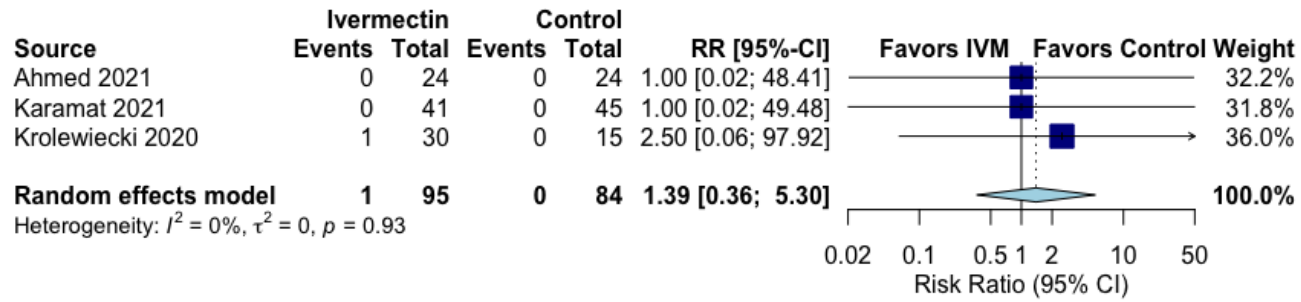 Ivermectin Control
Source Events Total Events Total RR [95%-CI] Favors IVM Favors Control Weight
Ahmed 2021 0 24 0 24 1.00 [0.02; 48.41] 32.2%
Karamat 2021 0 41 0 45 1.00 [0.02; 49.48] 31.8%
Krolewiecki 2020 1 30 0 15 2.50 [0.06; 97.92] 36.0%
Random effects model 1 95 0 84 1.39 [0.36; 5.30] 100.0%
Heterogeneity: I² = 0%, τ² = 0, p = 0.93
0.02 0.1 0.5 1 2 10 50
Risk Ratio (95% CI)